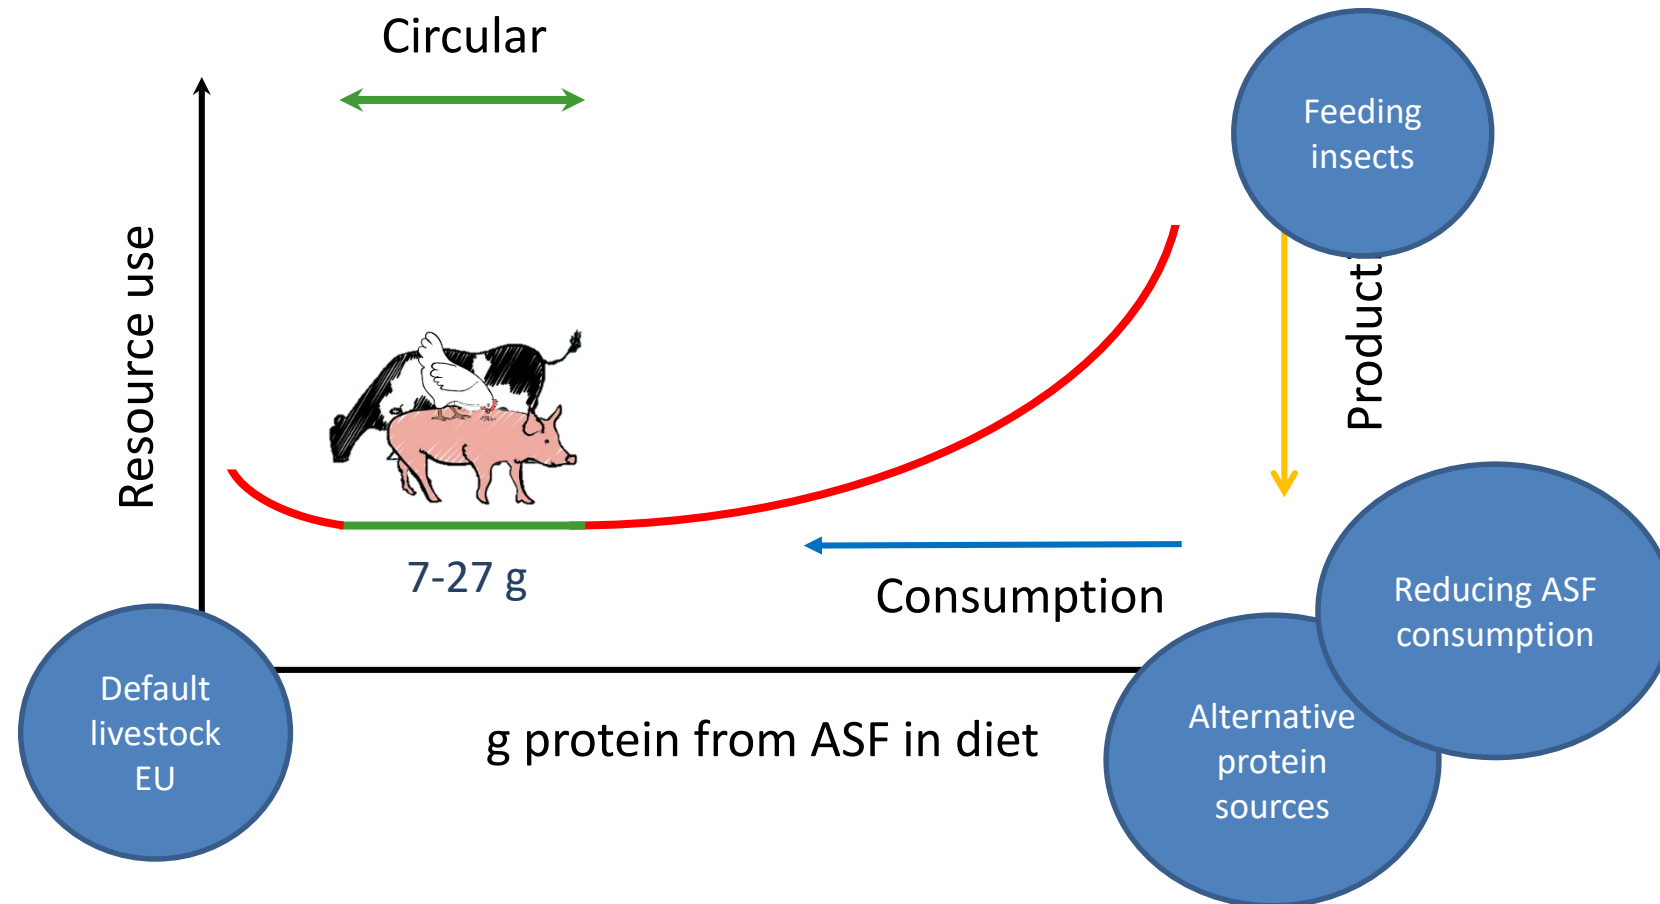 Circular
Feeding
insects
Resource use
Producti
7-27 g
Consumption
Reducing ASF
consumption
Default
livestock
EU
g protein from ASF in diet
Alternative
protein
sources